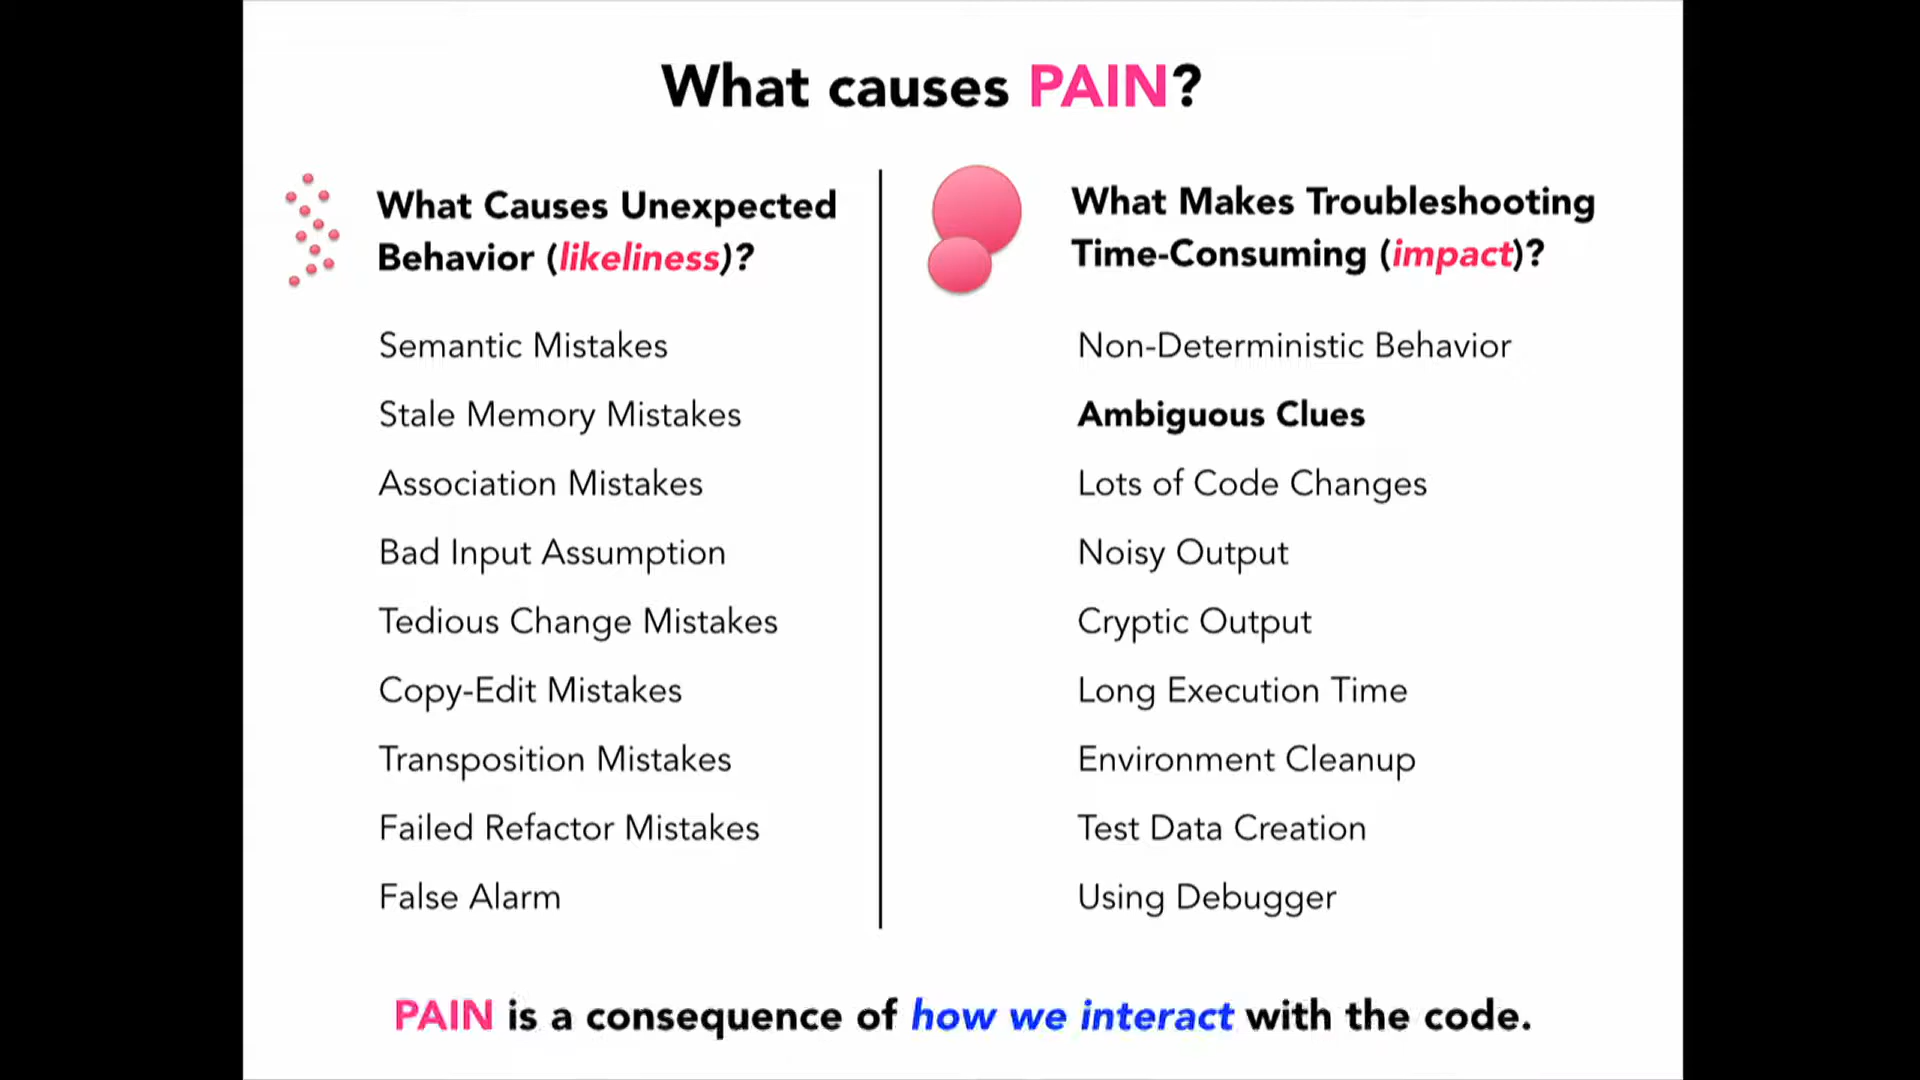 What causes PAIN?
What Causes Unexpected
Behavior (likeliness)?
Semantic Mistakes
Stale Memory Mistakes
Association Mistakes
Bad Input Assumption
Tedious Change Mistakes
Copy-Edit Mistakes
Transposition Mistakes
Failed Refactor Mistakes
False Alarm
What Makes Troubleshooting
Time-Consuming (impact)?
Non-Deterministic Behavior
Ambiguous Clues
Lots of Code Changes
Noisy Output
Cryptic Output
Long Execution Time
Environment Cleanup
Test Data Creation
Using Debugger
PAIN is a consequence of how we interact with the code.